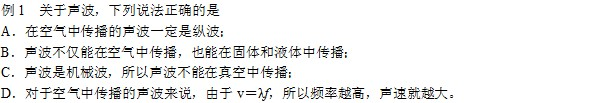 例 1　关于声波，下列说法正确的是
A．在空气中传播的声波一定是纵波；
B．声波不仅能在空气中传播，也能在固体和液体中传播；
C．声波是机械波，所以声波不能在真空中传播；
D．对于空气中传播的声波来说，由于 v＝λf，所以频率越高，声速就越大。